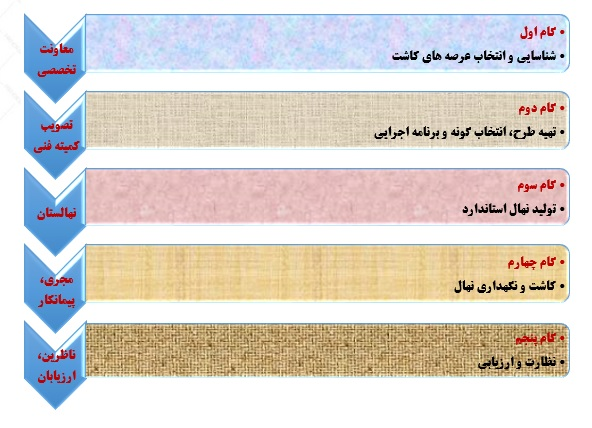 معاونت
تخصصی
• گام اول
• شناسایی و انتخاب عرصه های کاشت
تصویب
کمیته فنی
• گام دوم
• تهیه طرح، انتخاب گونه و برنامه اجرایی
نهالستان
• گام سوم
• تولید نهال استاندارد
مجری،
پیمانکار
• گام چهارم
• کاشت و نگهداری نهال
ناظرین،
ارزیابان
• گام پنجم
• نظارت و ارزیابی